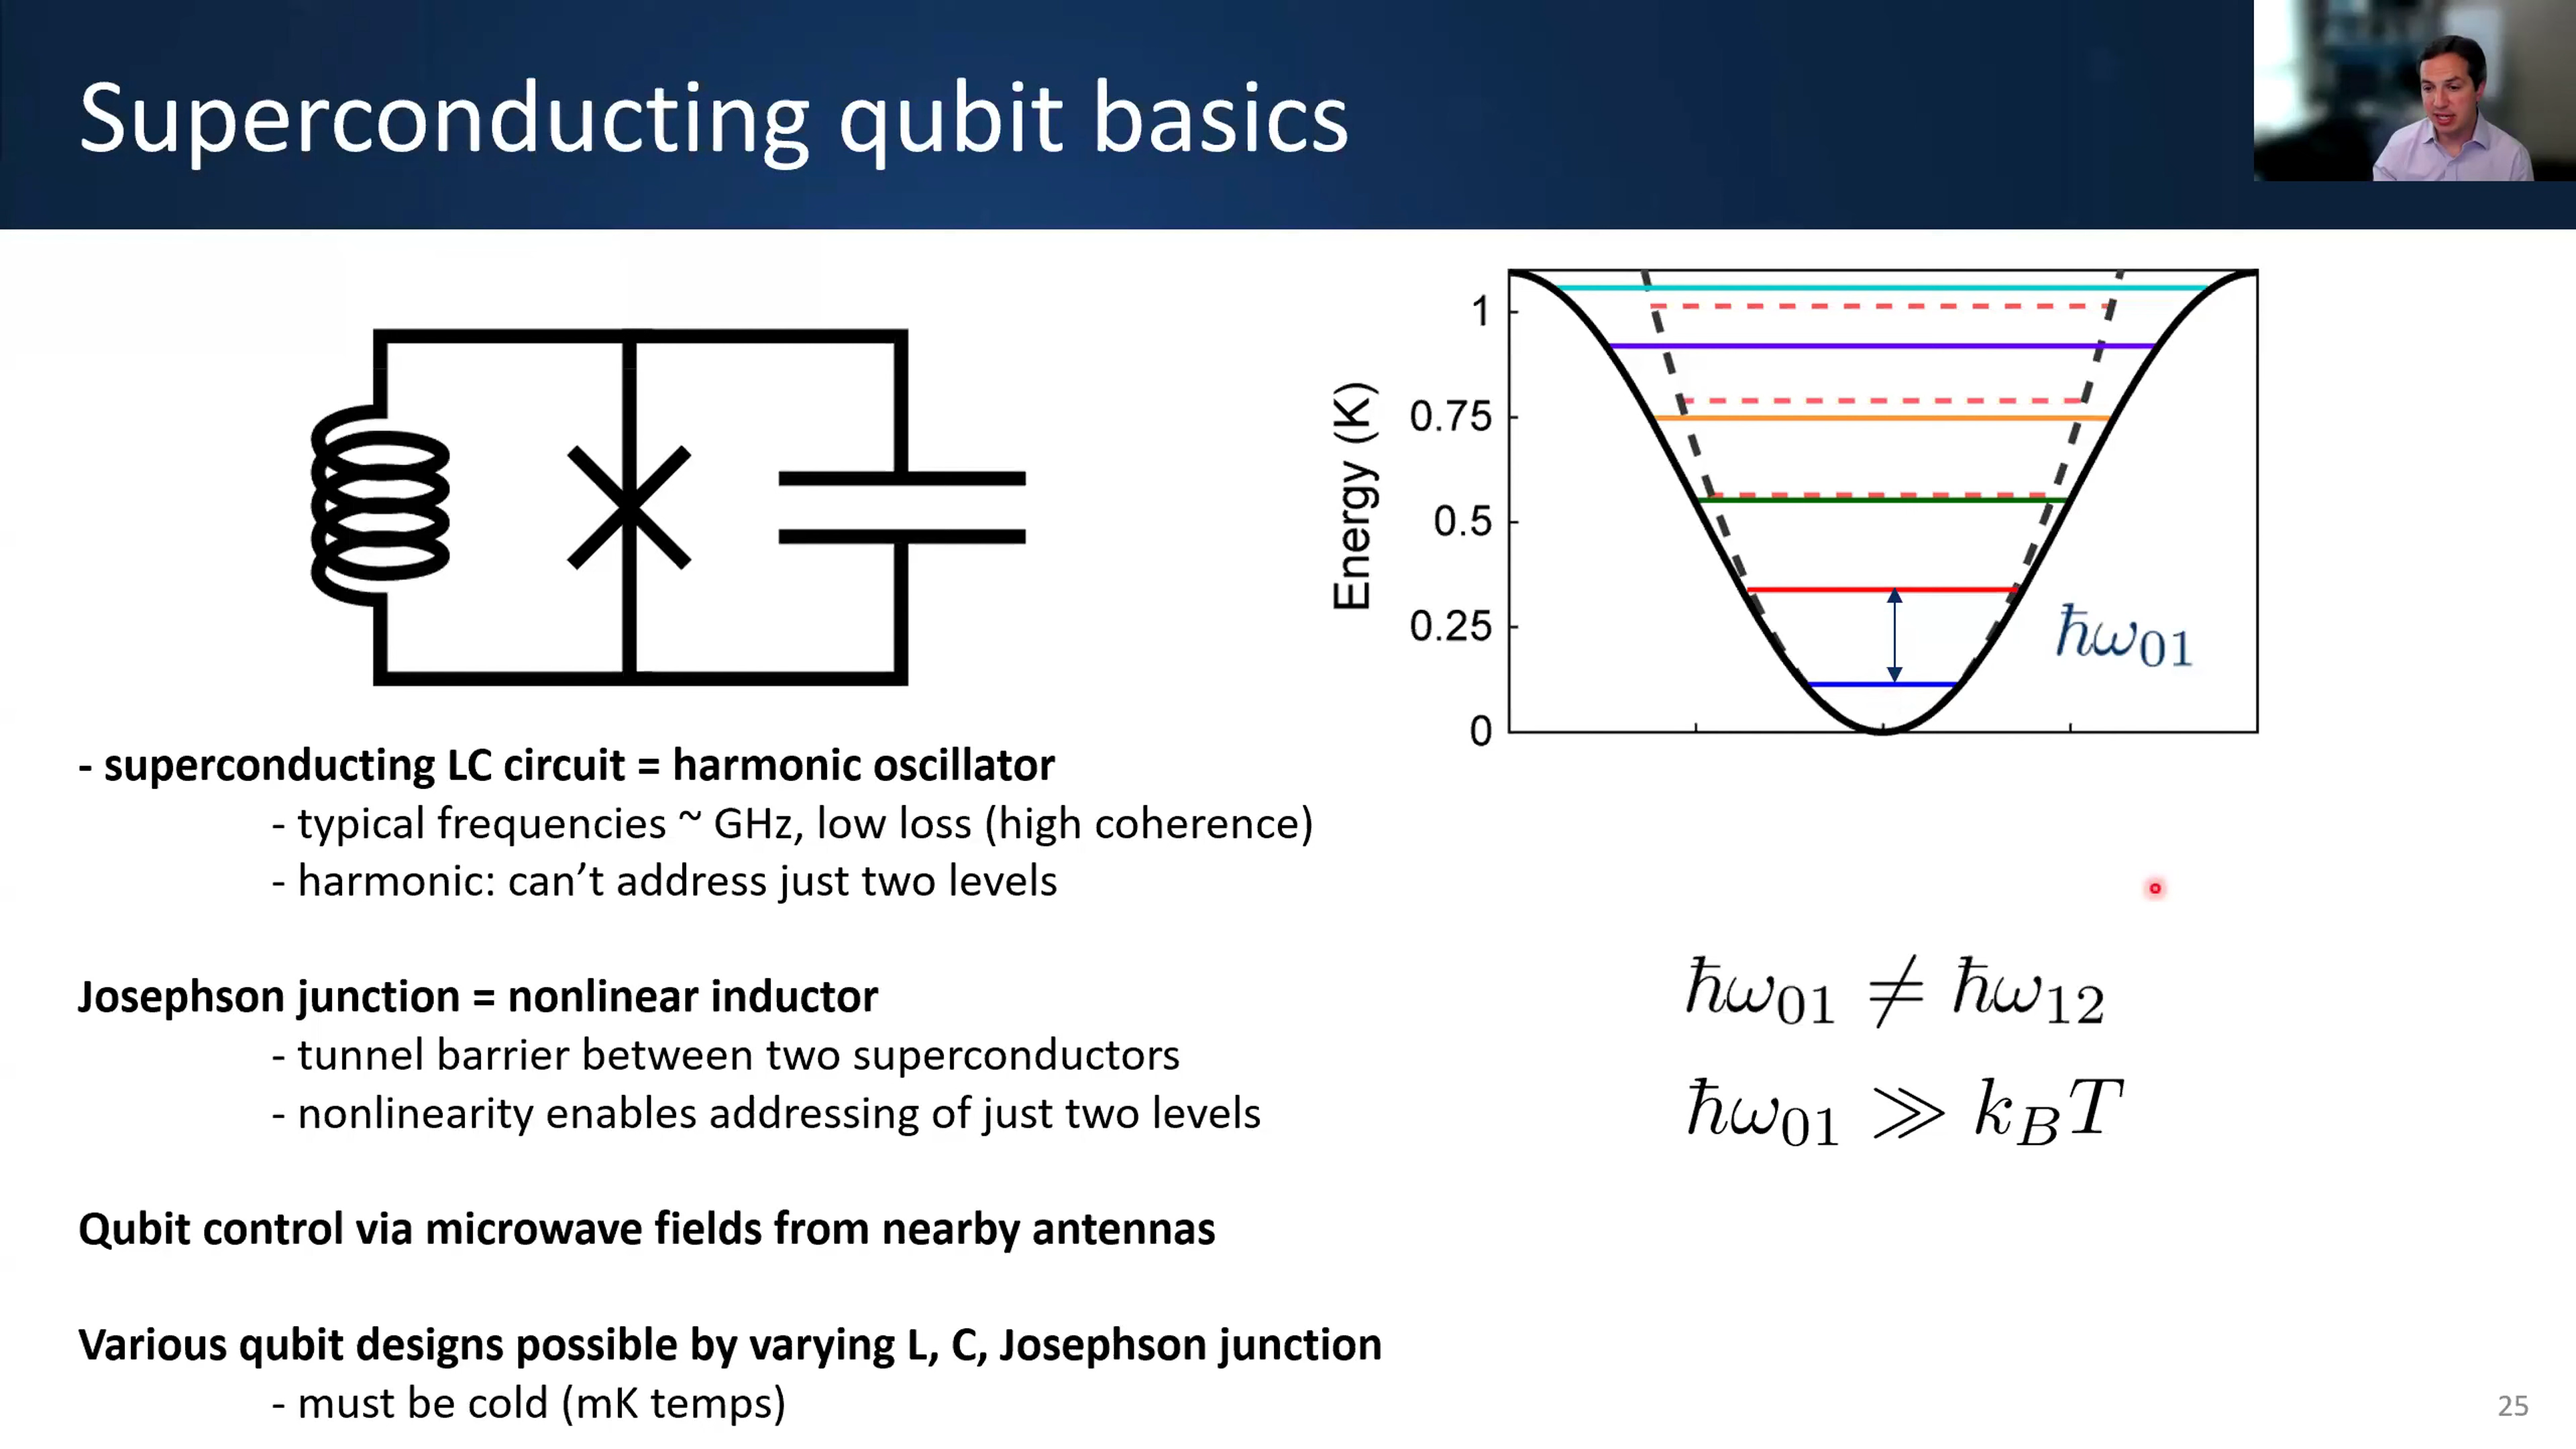 Superconducting qubit basics
1
0.75
0.5
0.25
0
Energy (K)
ℏω₀₁
- superconducting LC circuit = harmonic oscillator
- typical frequencies ~ GHz, low loss (high coherence)
- harmonic: can’t address just two levels
Josephson junction = nonlinear inductor
- tunnel barrier between two superconductors
- nonlinearity enables addressing of just two levels
Qubit control via microwave fields from nearby antennas
Various qubit designs possible by varying L, C, Josephson junction
- must be cold (mK temps)
ℏω₀₁ ≠ ℏω₁₂
ℏω₀₁ ≫ k_BT
25